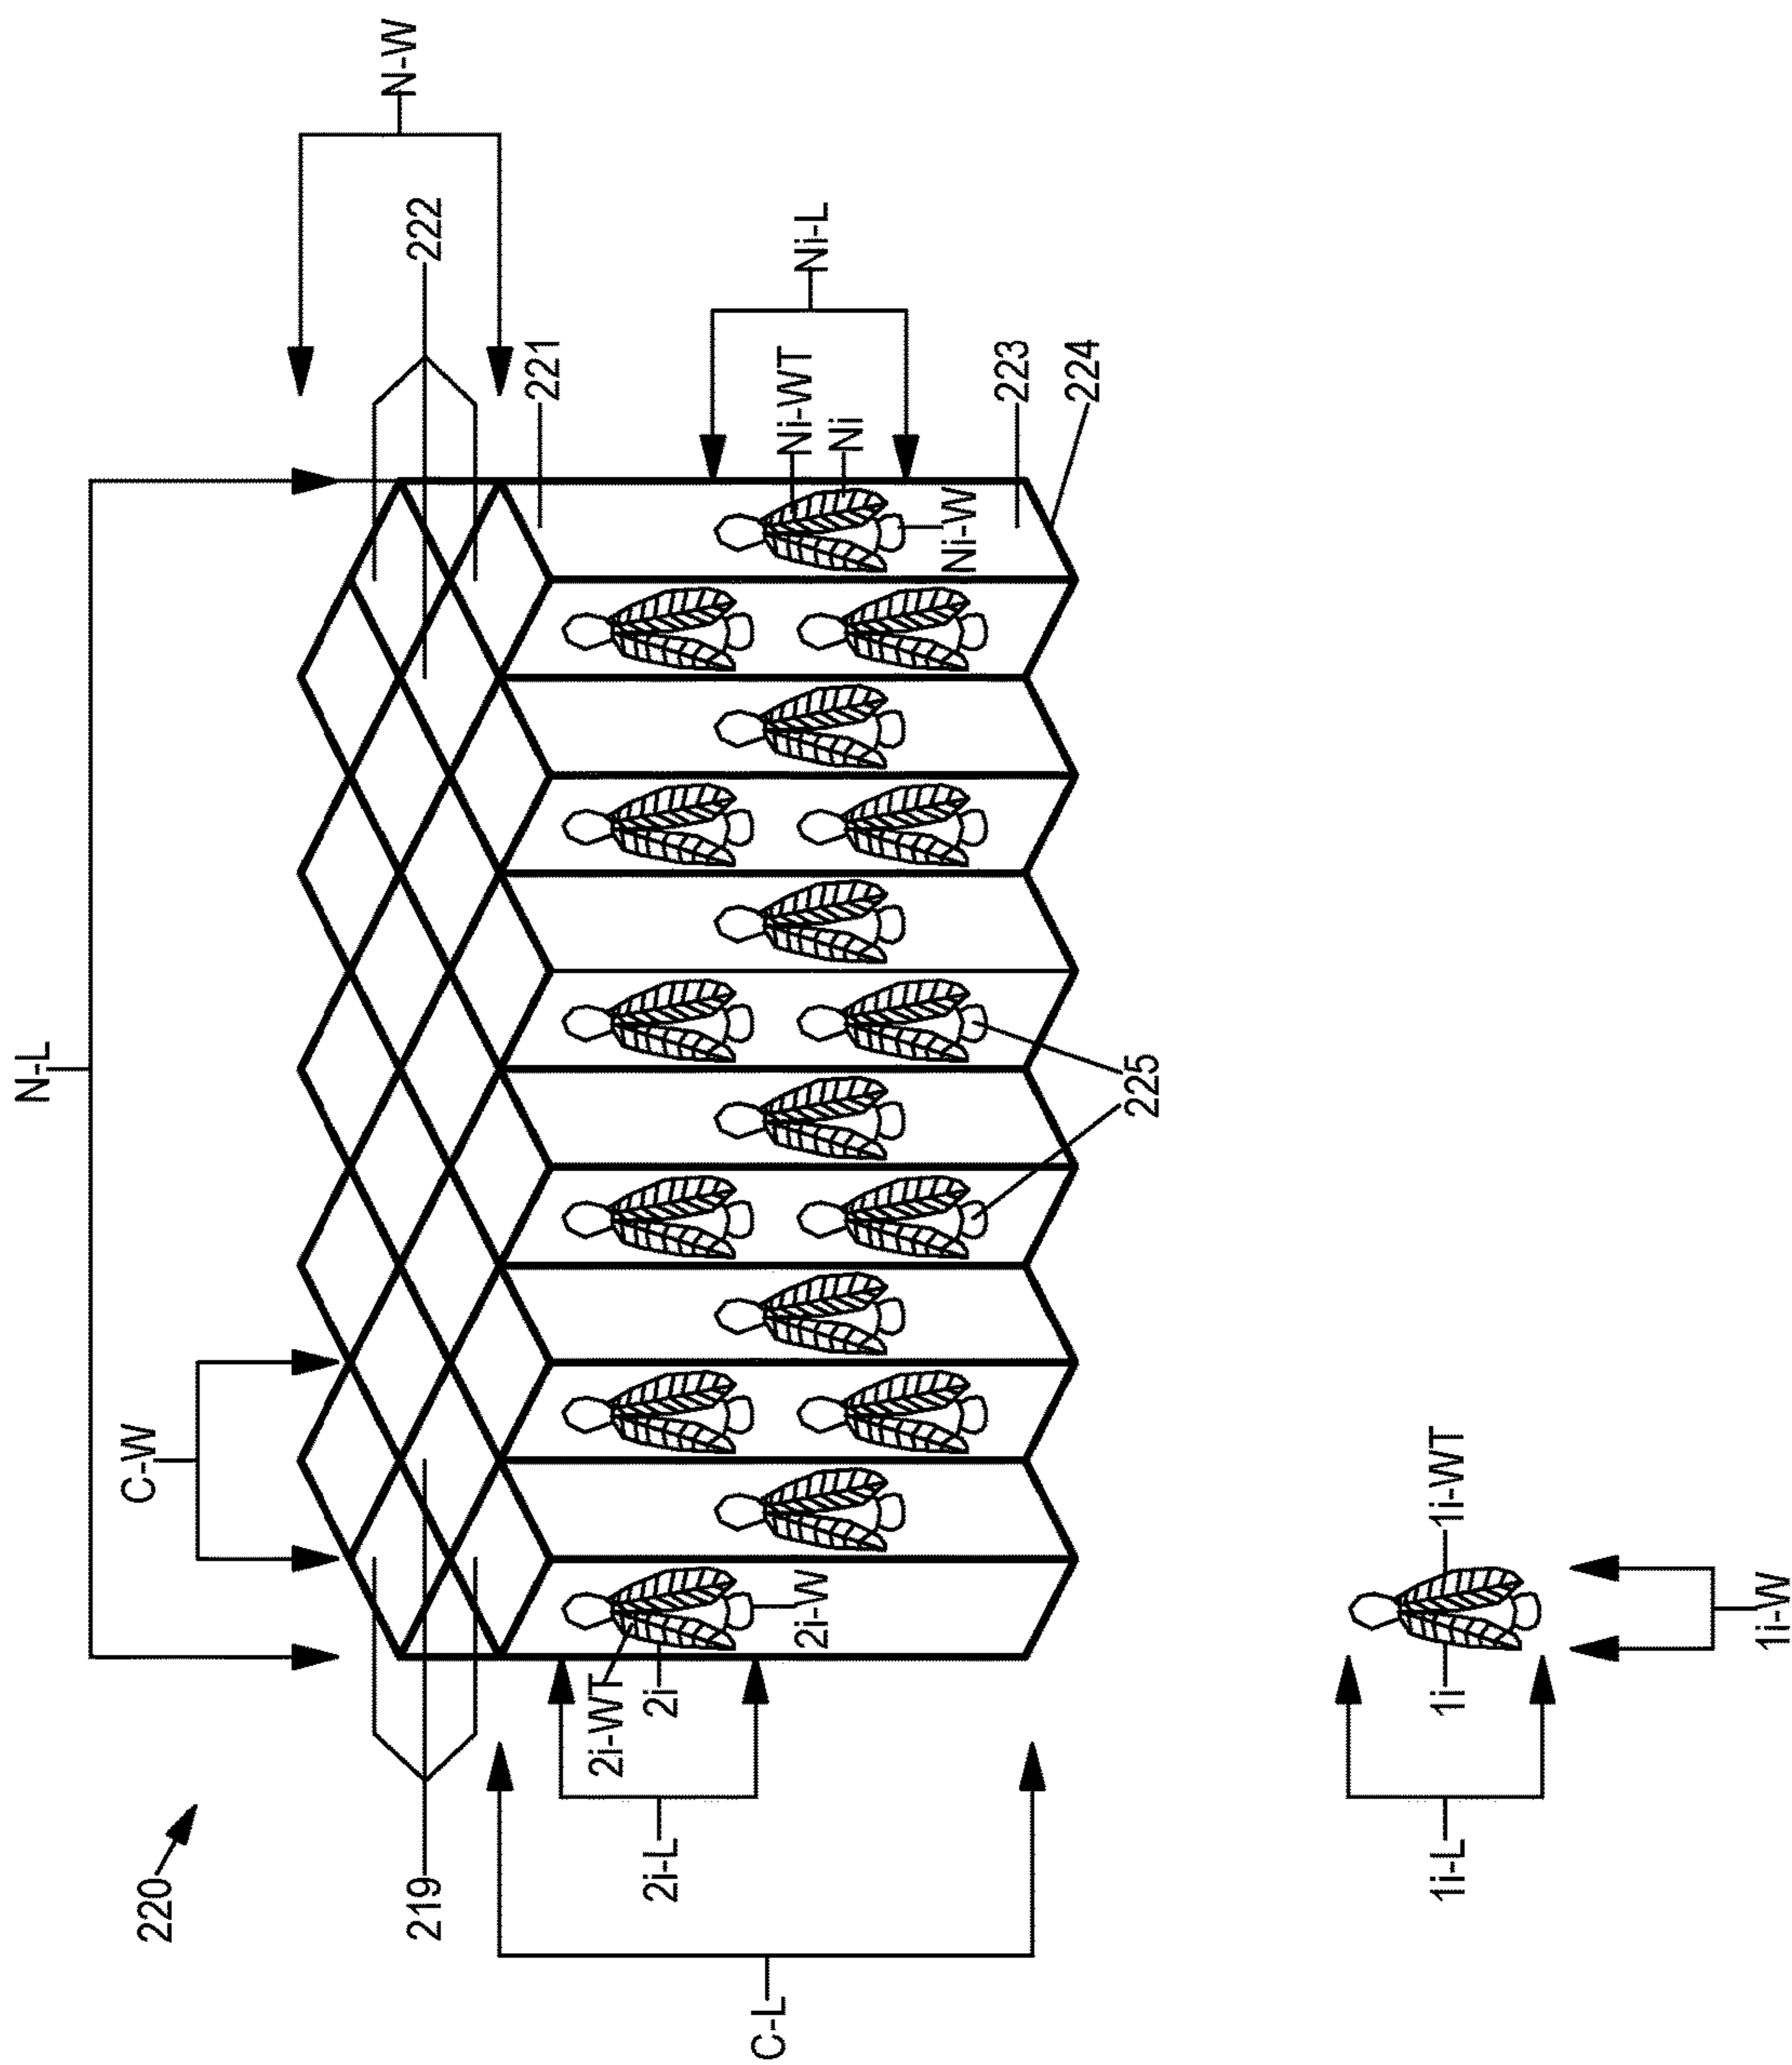 N-L
N-W
C-W
222
220
219
221
Ni-L
Ni-WT
Ni
Ni-W
223
224
225
2i-WT
2i
2i-W
2i-L
C-L
1i-WT
1i
1i-L
1i-W